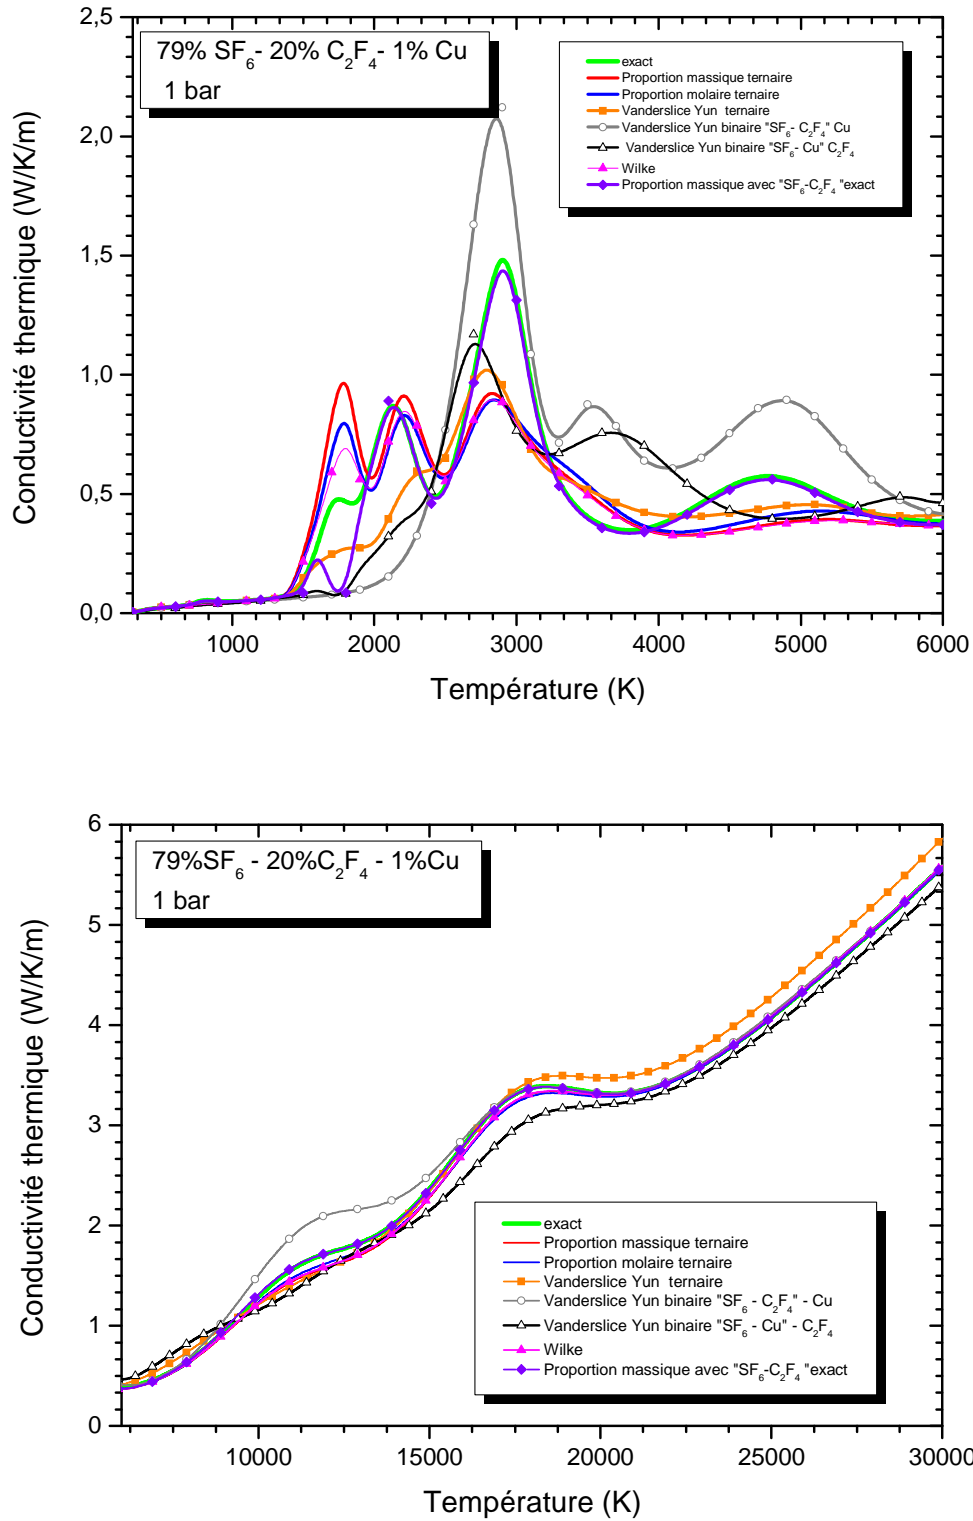 2,5
79% SF6 - 20% C2F4 - 1% Cu
1 bar
exact
Proportion massique ternaire
Proportion molaire ternaire
Vanderslice Yun ternaire
Vanderslice Yun binaire "SF6- C2F4" Cu
Vanderslice Yun binaire "SF6- Cu" C2F4
Wilke
Proportion massique avec "SF6-C2F4 "exact
2,0
1,5
1,0
0,5
0,0
Conductivité thermique (W/K/m)
1000 2000 3000 4000 5000 6000
Température (K)
6
79%SF6 - 20%C2F4 - 1%Cu
1 bar
5
4
3
2
1
0
Conductivité thermique (W/K/m)
exact
Proportion massique ternaire
Proportion molaire ternaire
Vanderslice Yun ternaire
Vanderslice Yun binaire "SF6 - C2F4" - Cu
Vanderslice Yun binaire "SF6 - Cu" - C2F4
Wilke
Proportion massique avec "SF6-C2F4 "exact
10000 15000 20000 25000 30000
Température (K)